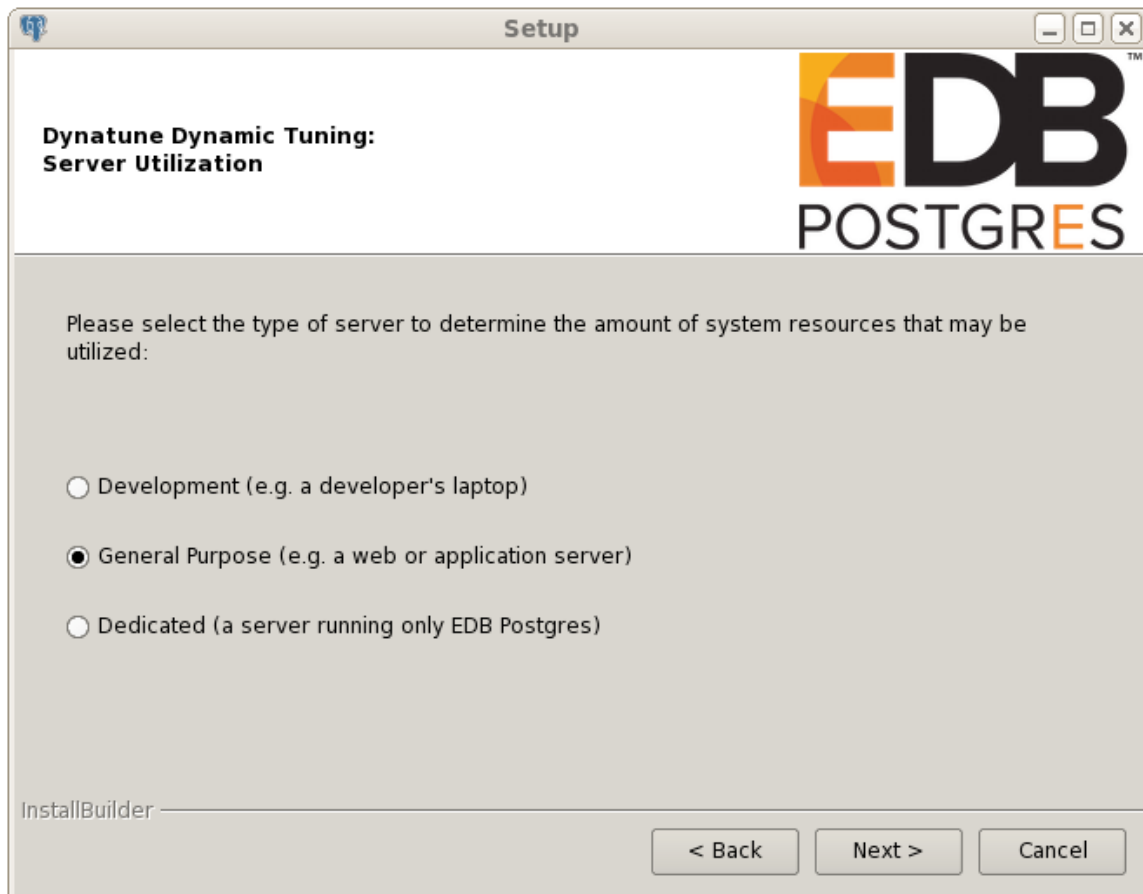 Setup
Dynatune Dynamic Tuning:
Server Utilization
EDB™
POSTGRES
Please select the type of server to determine the amount of system resources that may be
utilized:
Development (e.g. a developer's laptop)
General Purpose (e.g. a web or application server)
Dedicated (a server running only EDB Postgres)
InstallBuilder
< Back Next > Cancel